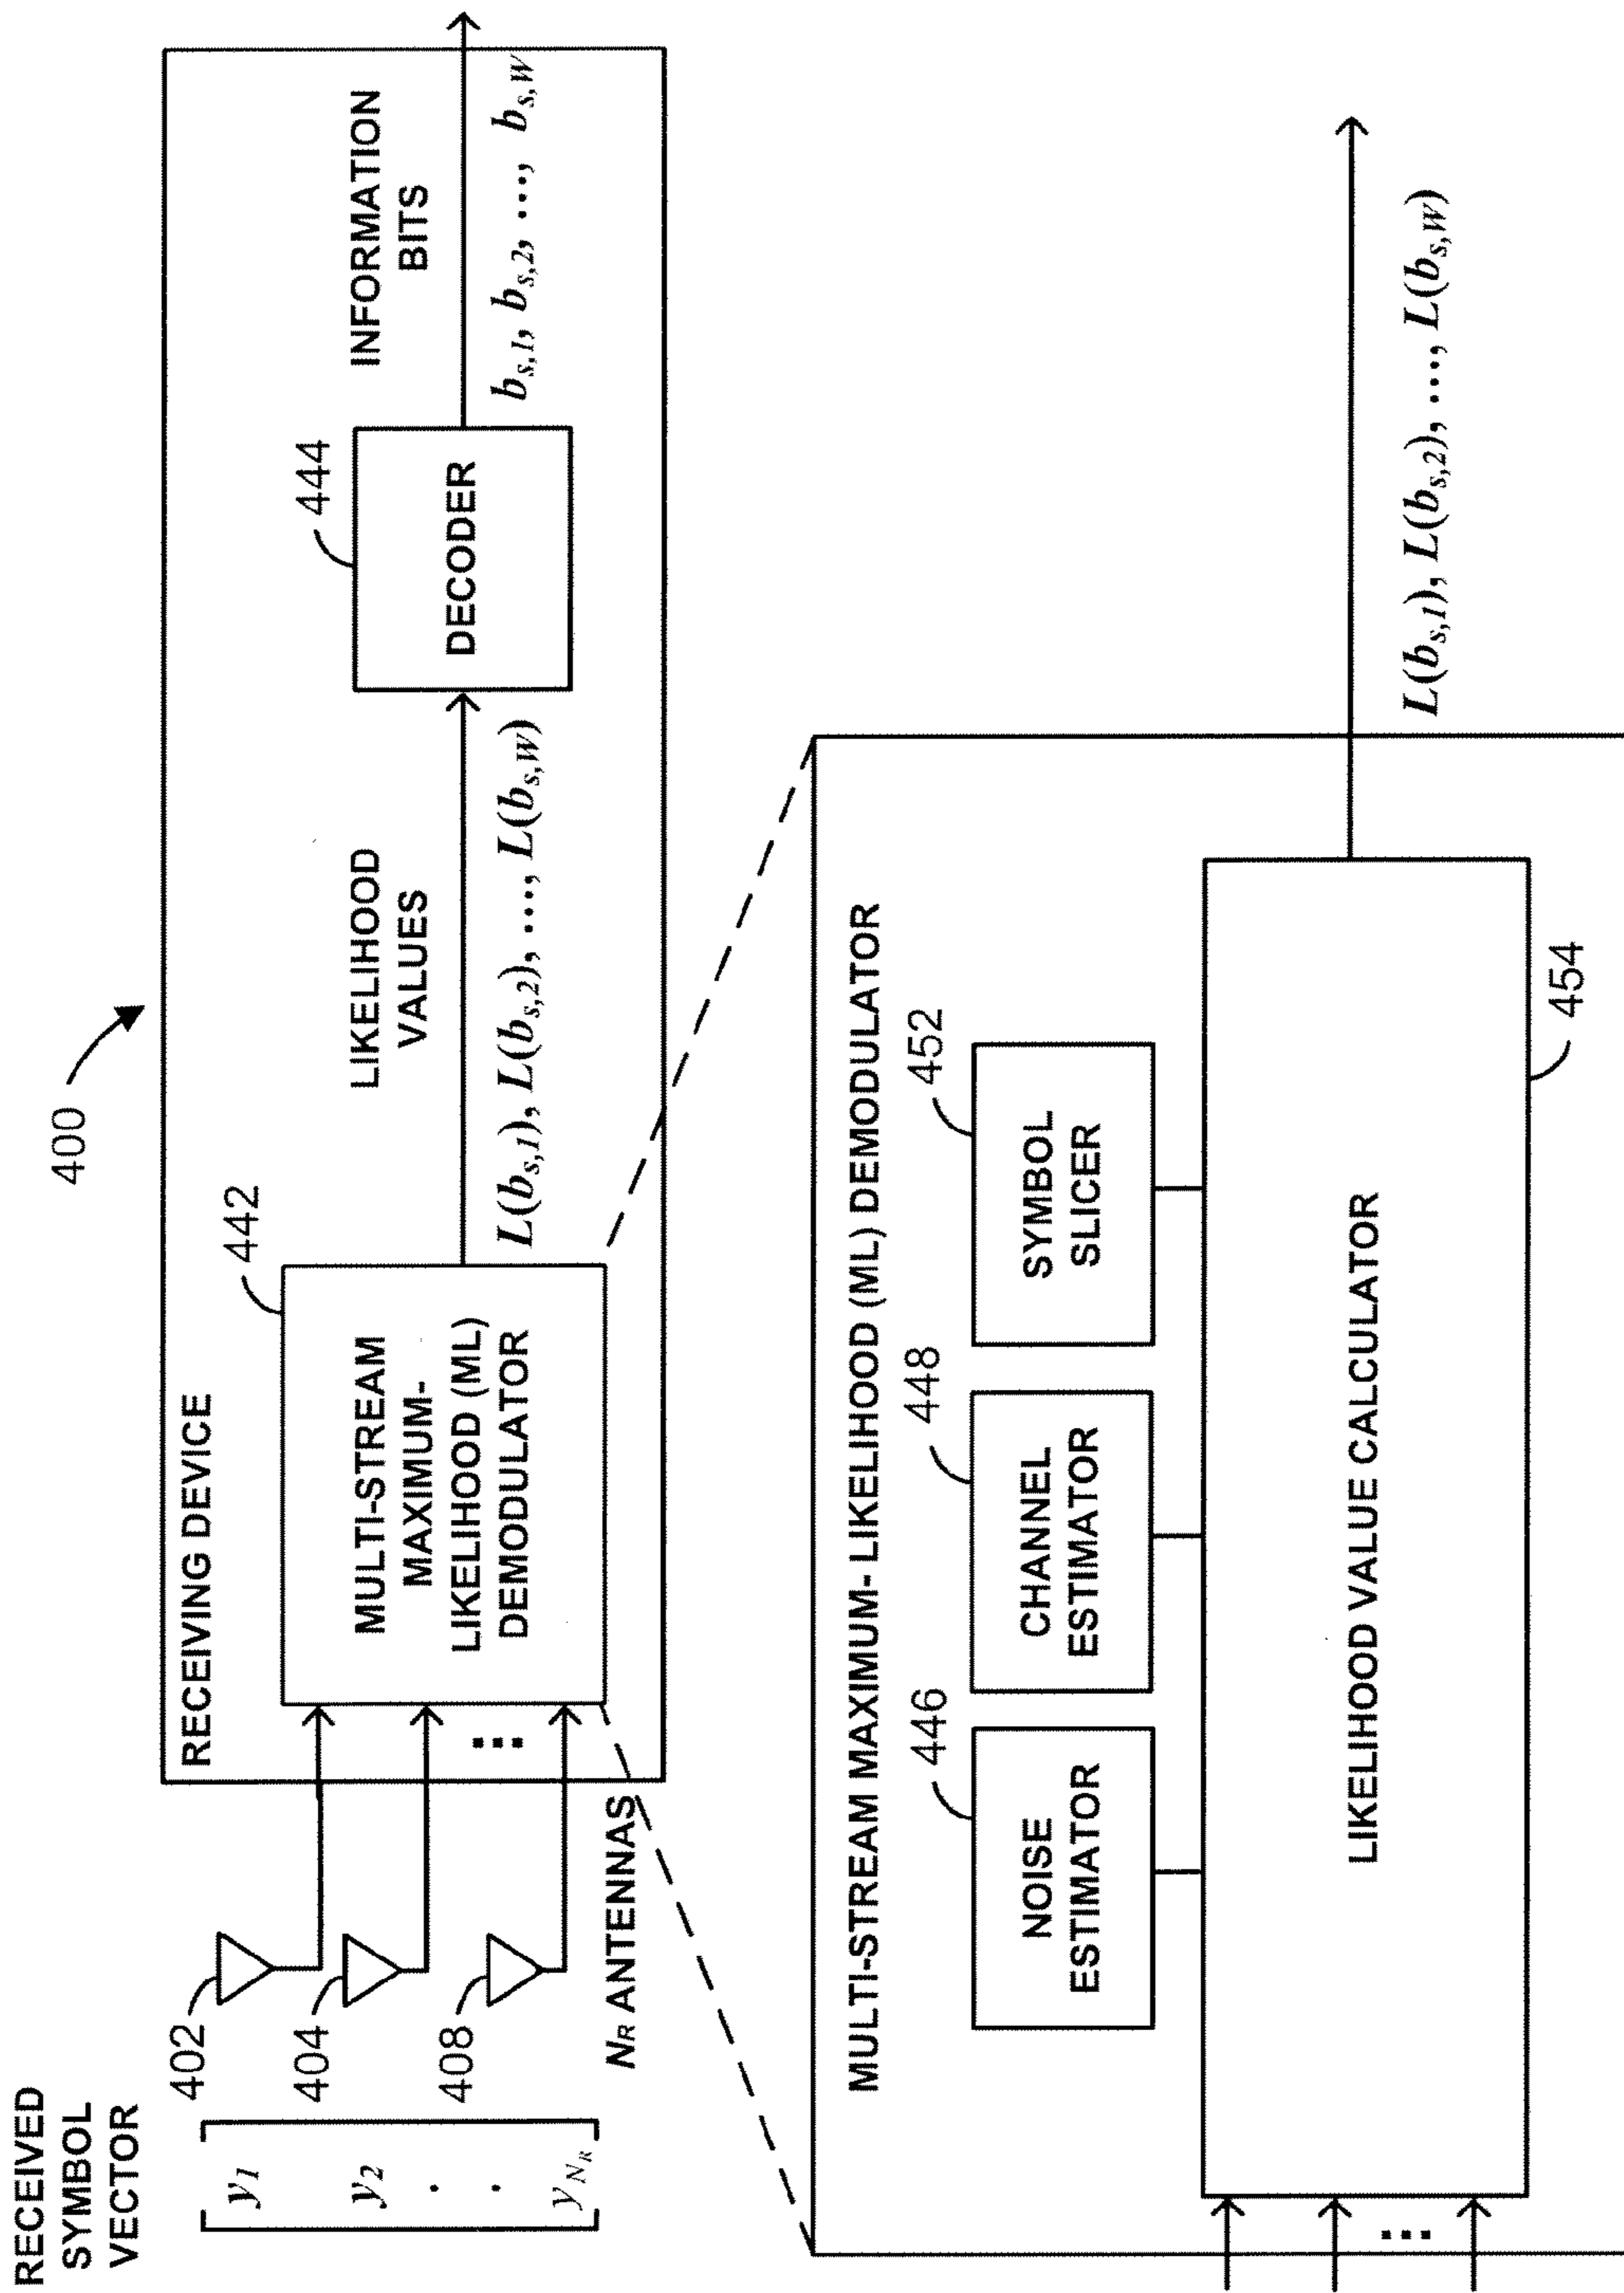 400
RECEIVED
SYMBOL
VECTOR
y1
y2
.
.
yNR
402
404
408
NR ANTENNAS
RECEIVING DEVICE
442
MULTI-STREAM
MAXIMUM-
LIKELIHOOD (ML)
DEMODULATOR
LIKELIHOOD
VALUES
L(bs,1), L(bs,2), ...., L(bs,W)
444
DECODER
INFORMATION
BITS
bs,1, bs,2, ..., bs,W
MULTI-STREAM MAXIMUM- LIKELIHOOD (ML) DEMODULATOR
446
NOISE
ESTIMATOR
448
CHANNEL
ESTIMATOR
452
SYMBOL
SLICER
LIKELIHOOD VALUE CALCULATOR
454
L(bs,1), L(bs,2), ..., L(bs,W)